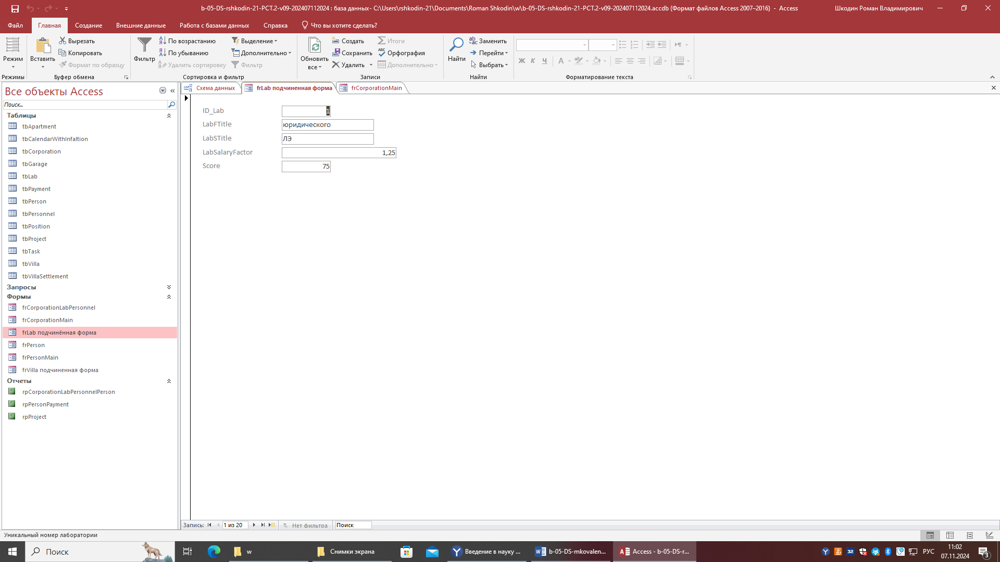 b-05-DS-rshkodin-21-PCT.2-v09-202407112024 : база данных- C:\Users\rshkodin-21\Documents\Roman Shkodin\w\b-05-DS-rshkodin-21-PCT.2-v09-202407112024.accdb (Формат файлов Access 2007–2016) - Access
Шкодин Роман Владимирович
Файл Главная Создание Внешние данные Работа с базами данных Справка Что вы хотите сделать?
Режим
Режимы
Вставить
Вырезать
Копировать
Формат по образцу
Буфер обмена
Фильтр
По возрастанию
По убыванию
Удалить сортировку
Выделение
Дополнительно
Фильтр
Сортировка и фильтр
Обновить
все
Создать
Сохранить
Удалить
Итоги
Орфография
Дополнительно
Записи
Найти
Заменить
Перейти
Выбрать
Найти
Ж К Ч А
Форматирование текста
Все объекты Access
Поиск...
Таблицы
tbApartment
tbCalendarWithInfaltion
tbCorporation
tbGarage
tbLab
tbPayment
tbPerson
tbPersonnel
tbPosition
tbProject
tbTask
tbVilla
tbVillaSettlement
Запросы
Формы
frCorporationLabPersonnel
frCorporationMain
frLab подчинённая форма
frPerson
frPersonMain
frVilla подчиненная форма
Отчеты
rpCorporationLabPersonnelPerson
rpPersonPayment
rpProject
Схема данных frLab подчиненная форма frCorporationMain
ID_Lab 1
LabFTitle юридического
LabSTitle ЛЭ
LabSalaryFactor 1,25
Score 75
Запись: 1 из 20 Нет фильтра Поиск
Уникальный номер лаборатории
Поиск
w
Снимки экрана
Введение в науку ...
b-05-DS-mkovalen...
Access - b-05-DS-r...
32
РУС
11:02
07.11.2024
3